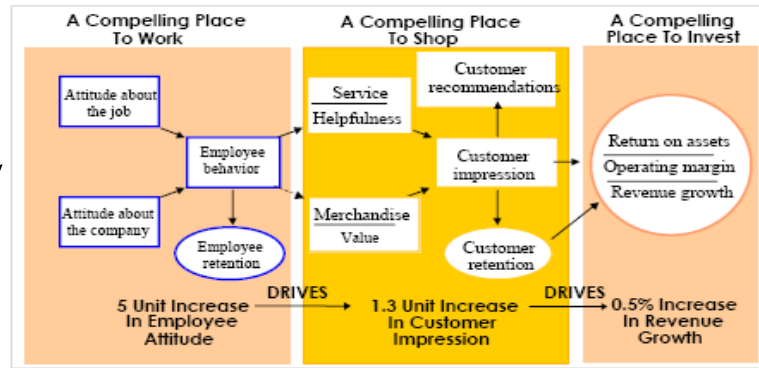 A Compelling Place
To Work
Attitude about
the job
Attitude about
the company
Employee
behavior
Employee
retention
5 Unit Increase
In Employee
Attitude
DRIVES
A Compelling Place
To Shop
Service
Helpfulness
Merchandise
Value
Customer
recommendations
Customer
impression
Customer
retention
1.3 Unit Increase
In Customer
Impression
DRIVES
A Compelling
Place To Invest
Return on assets
Operating margin
Revenue growth
0.5% Increase
In Revenue
Growth